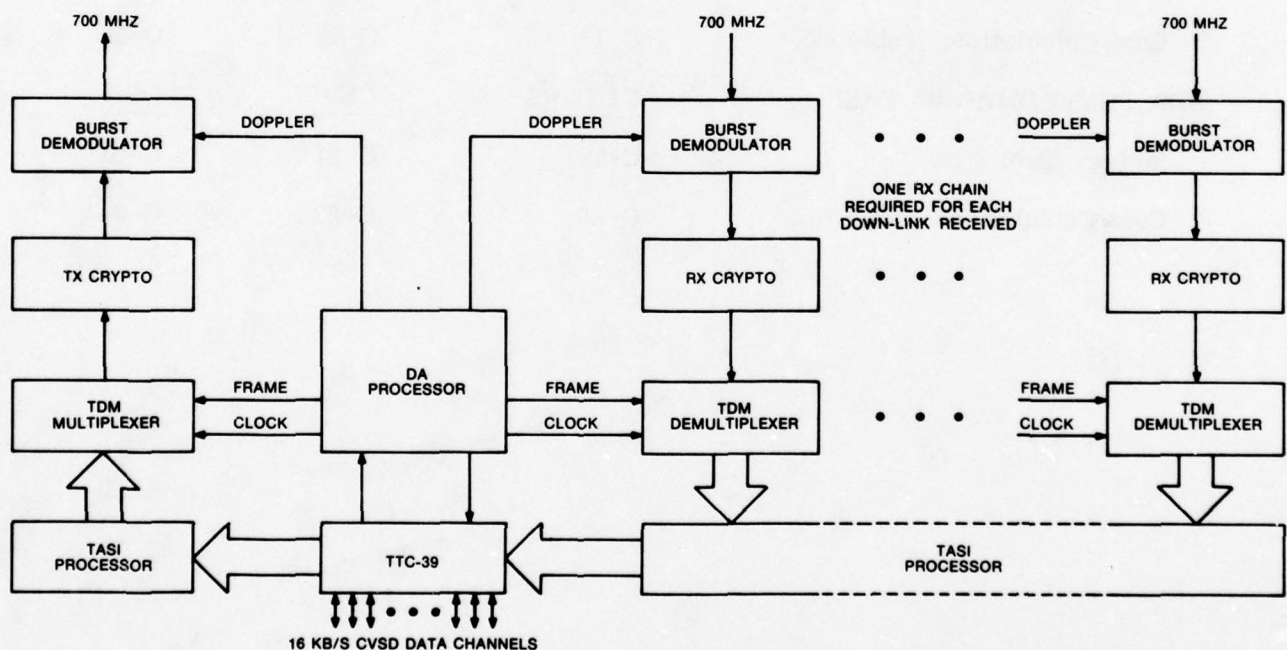 700 MHZ
700 MHZ
700 MHZ
BURST
DEMODULATOR
DOPPLER
DOPPLER
BURST
DEMODULATOR
DOPPLER
BURST
DEMODULATOR
ONE RX CHAIN
REQUIRED FOR EACH
DOWN-LINK RECEIVED
TX CRYPTO
RX CRYPTO
RX CRYPTO
DA
PROCESSOR
TDM
MULTIPLEXER
FRAME
CLOCK
FRAME
CLOCK
TDM
DEMULTIPLEXER
FRAME
CLOCK
TDM
DEMULTIPLEXER
TASI
PROCESSOR
TTC-39
TASI
PROCESSOR
16 KB/S CVSD DATA CHANNELS